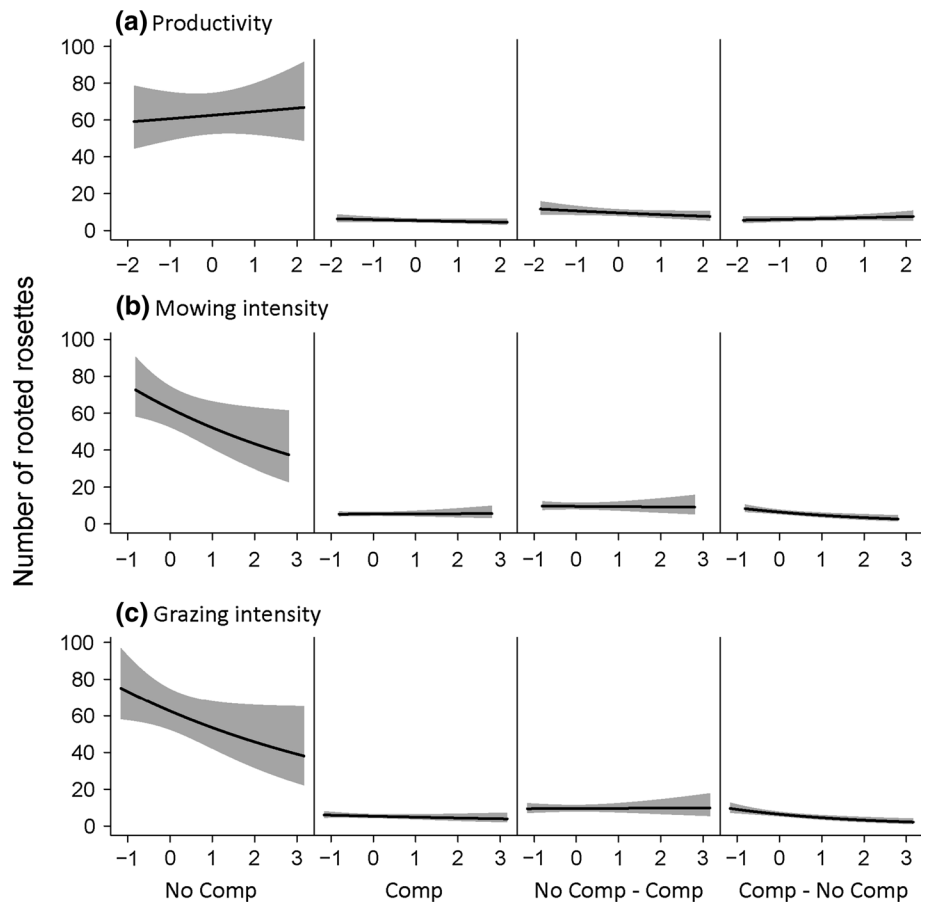 (a) Productivity
100
80
60
40
20
0
−2 −1 0 1 2 −2 −1 0 1 2 −2 −1 0 1 2 −2 −1 0 1 2
Number of rooted rosettes
(b) Mowing intensity
100
80
60
40
20
0
−1 0 1 2 3 −1 0 1 2 3 −1 0 1 2 3 −1 0 1 2 3
(c) Grazing intensity
100
80
60
40
20
0
−1 0 1 2 3 −1 0 1 2 3 −1 0 1 2 3 −1 0 1 2 3
No Comp Comp No Comp - Comp Comp - No Comp